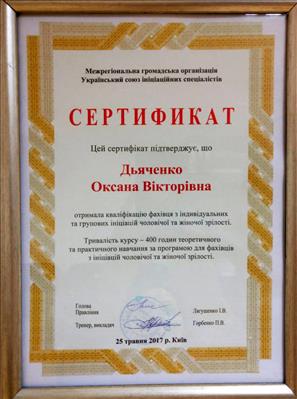 Межрегіональна громадська організація
Український союз ініціаційних спеціалістів
СЕРТИФИКАТ
Цей сертифікат підтверджує, що
Дьяченко
Оксана Вікторівна
отримала кваліфікацію фахівця з індивідуальних
та групових ініціацій чоловічої та жіночої зрілості.
Тривалість курсу – 400 годин теоретичного
та практичного навчання за програмою для фахівців
з ініціацій чоловічої та жіночої зрілості.
Голова
Правління
Лягушенко І.В.
Тренер, викладач
Горбенко П.В.
25 травня 2017 р. Київ